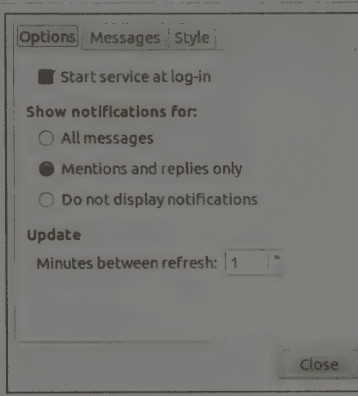 Options Messages Style
Start service at log-in
Show notifications for:
All messages
Mentions and replies only
Do not display notifications
Update
Minutes between refresh: 1
Close